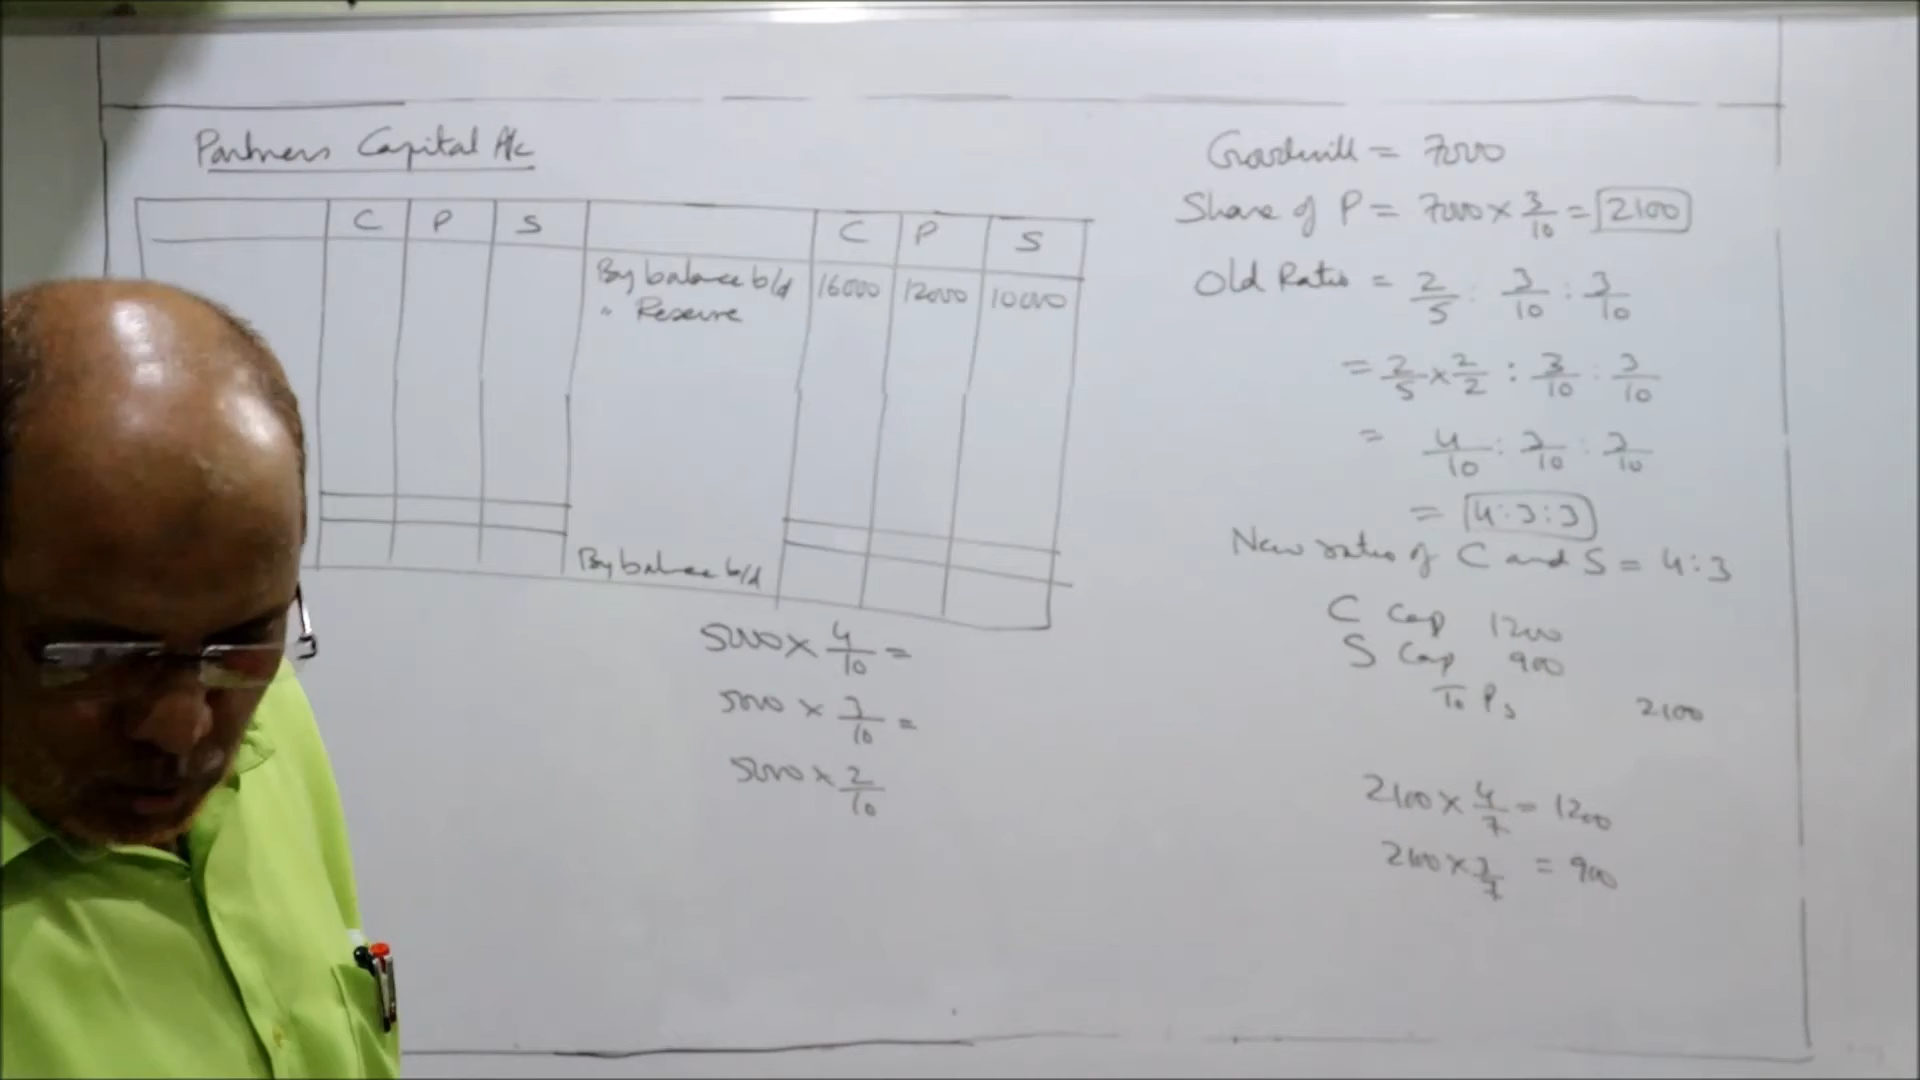 Partners Capital A/c
C P S C P S
By balance b/d 16000 12000 10000
" Reserve
By balance b/d
5000 × 4/10 =
5000 × 3/10 =
5000 × 2/10
Goodwill = 7000
Share of P = 7000 × 3/10 = 2100
Old Ratio = 2/5 : 3/10 : 3/10
= 2/5 × 2/2 : 3/10 : 3/10
= 4/10 : 3/10 : 3/10
= 4:3:3
New ratio of C and S = 4:3
C Cap 1200
S Cap 900
To P's 2100
2100 × 4/7 = 1200
2100 × 3/7 = 900